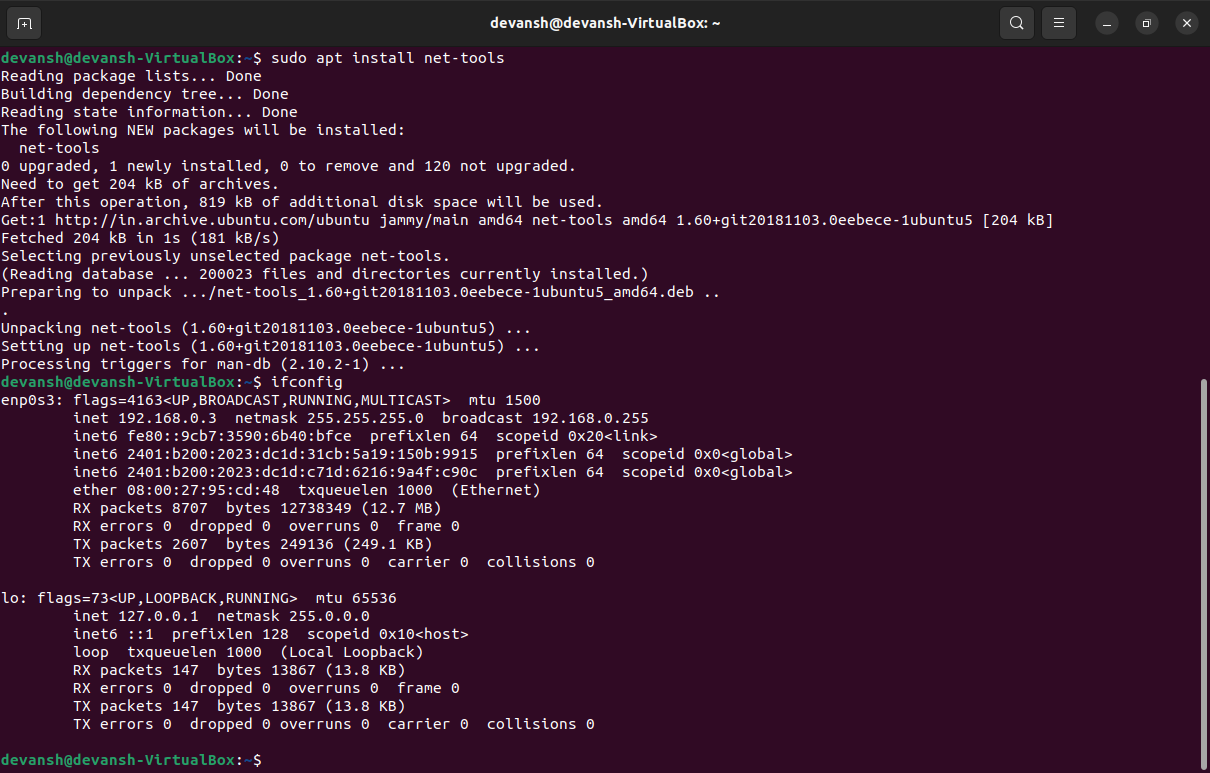 devansh@devansh-VirtualBox: ~
devansh@devansh-VirtualBox:~$ sudo apt install net-tools
Reading package lists... Done
Building dependency tree... Done
Reading state information... Done
The following NEW packages will be installed:
  net-tools
0 upgraded, 1 newly installed, 0 to remove and 120 not upgraded.
Need to get 204 kB of archives.
After this operation, 819 kB of additional disk space will be used.
Get:1 http://in.archive.ubuntu.com/ubuntu jammy/main amd64 net-tools amd64 1.60+git20181103.0eebece-1ubuntu5 [204 kB]
Fetched 204 kB in 1s (181 kB/s)
Selecting previously unselected package net-tools.
(Reading database ... 200023 files and directories currently installed.)
Preparing to unpack .../net-tools_1.60+git20181103.0eebece-1ubuntu5_amd64.deb ..
.
Unpacking net-tools (1.60+git20181103.0eebece-1ubuntu5) ...
Setting up net-tools (1.60+git20181103.0eebece-1ubuntu5) ...
Processing triggers for man-db (2.10.2-1) ...
devansh@devansh-VirtualBox:~$ ifconfig
enp0s3: flags=4163<UP,BROADCAST,RUNNING,MULTICAST>  mtu 1500
        inet 192.168.0.3  netmask 255.255.255.0  broadcast 192.168.0.255
        inet6 fe80::9cb7:3590:6b40:bfce  prefixlen 64  scopeid 0x20<link>
        inet6 2401:b200:2023:dc1d:31cb:5a19:150b:9915  prefixlen 64  scopeid 0x0<global>
        inet6 2401:b200:2023:dc1d:c71d:6216:9a4f:c90c  prefixlen 64  scopeid 0x0<global>
        ether 08:00:27:95:cd:48  txqueuelen 1000  (Ethernet)
        RX packets 8707  bytes 12738349 (12.7 MB)
        RX errors 0  dropped 0  overruns 0  frame 0
        TX packets 2607  bytes 249136 (249.1 KB)
        TX errors 0  dropped 0 overruns 0  carrier 0  collisions 0
lo: flags=73<UP,LOOPBACK,RUNNING>  mtu 65536
        inet 127.0.0.1  netmask 255.0.0.0
        inet6 ::1  prefixlen 128  scopeid 0x10<host>
        loop  txqueuelen 1000  (Local Loopback)
        RX packets 147  bytes 13867 (13.8 KB)
        RX errors 0  dropped 0  overruns 0  frame 0
        TX packets 147  bytes 13867 (13.8 KB)
        TX errors 0  dropped 0 overruns 0  carrier 0  collisions 0
devansh@devansh-VirtualBox:~$